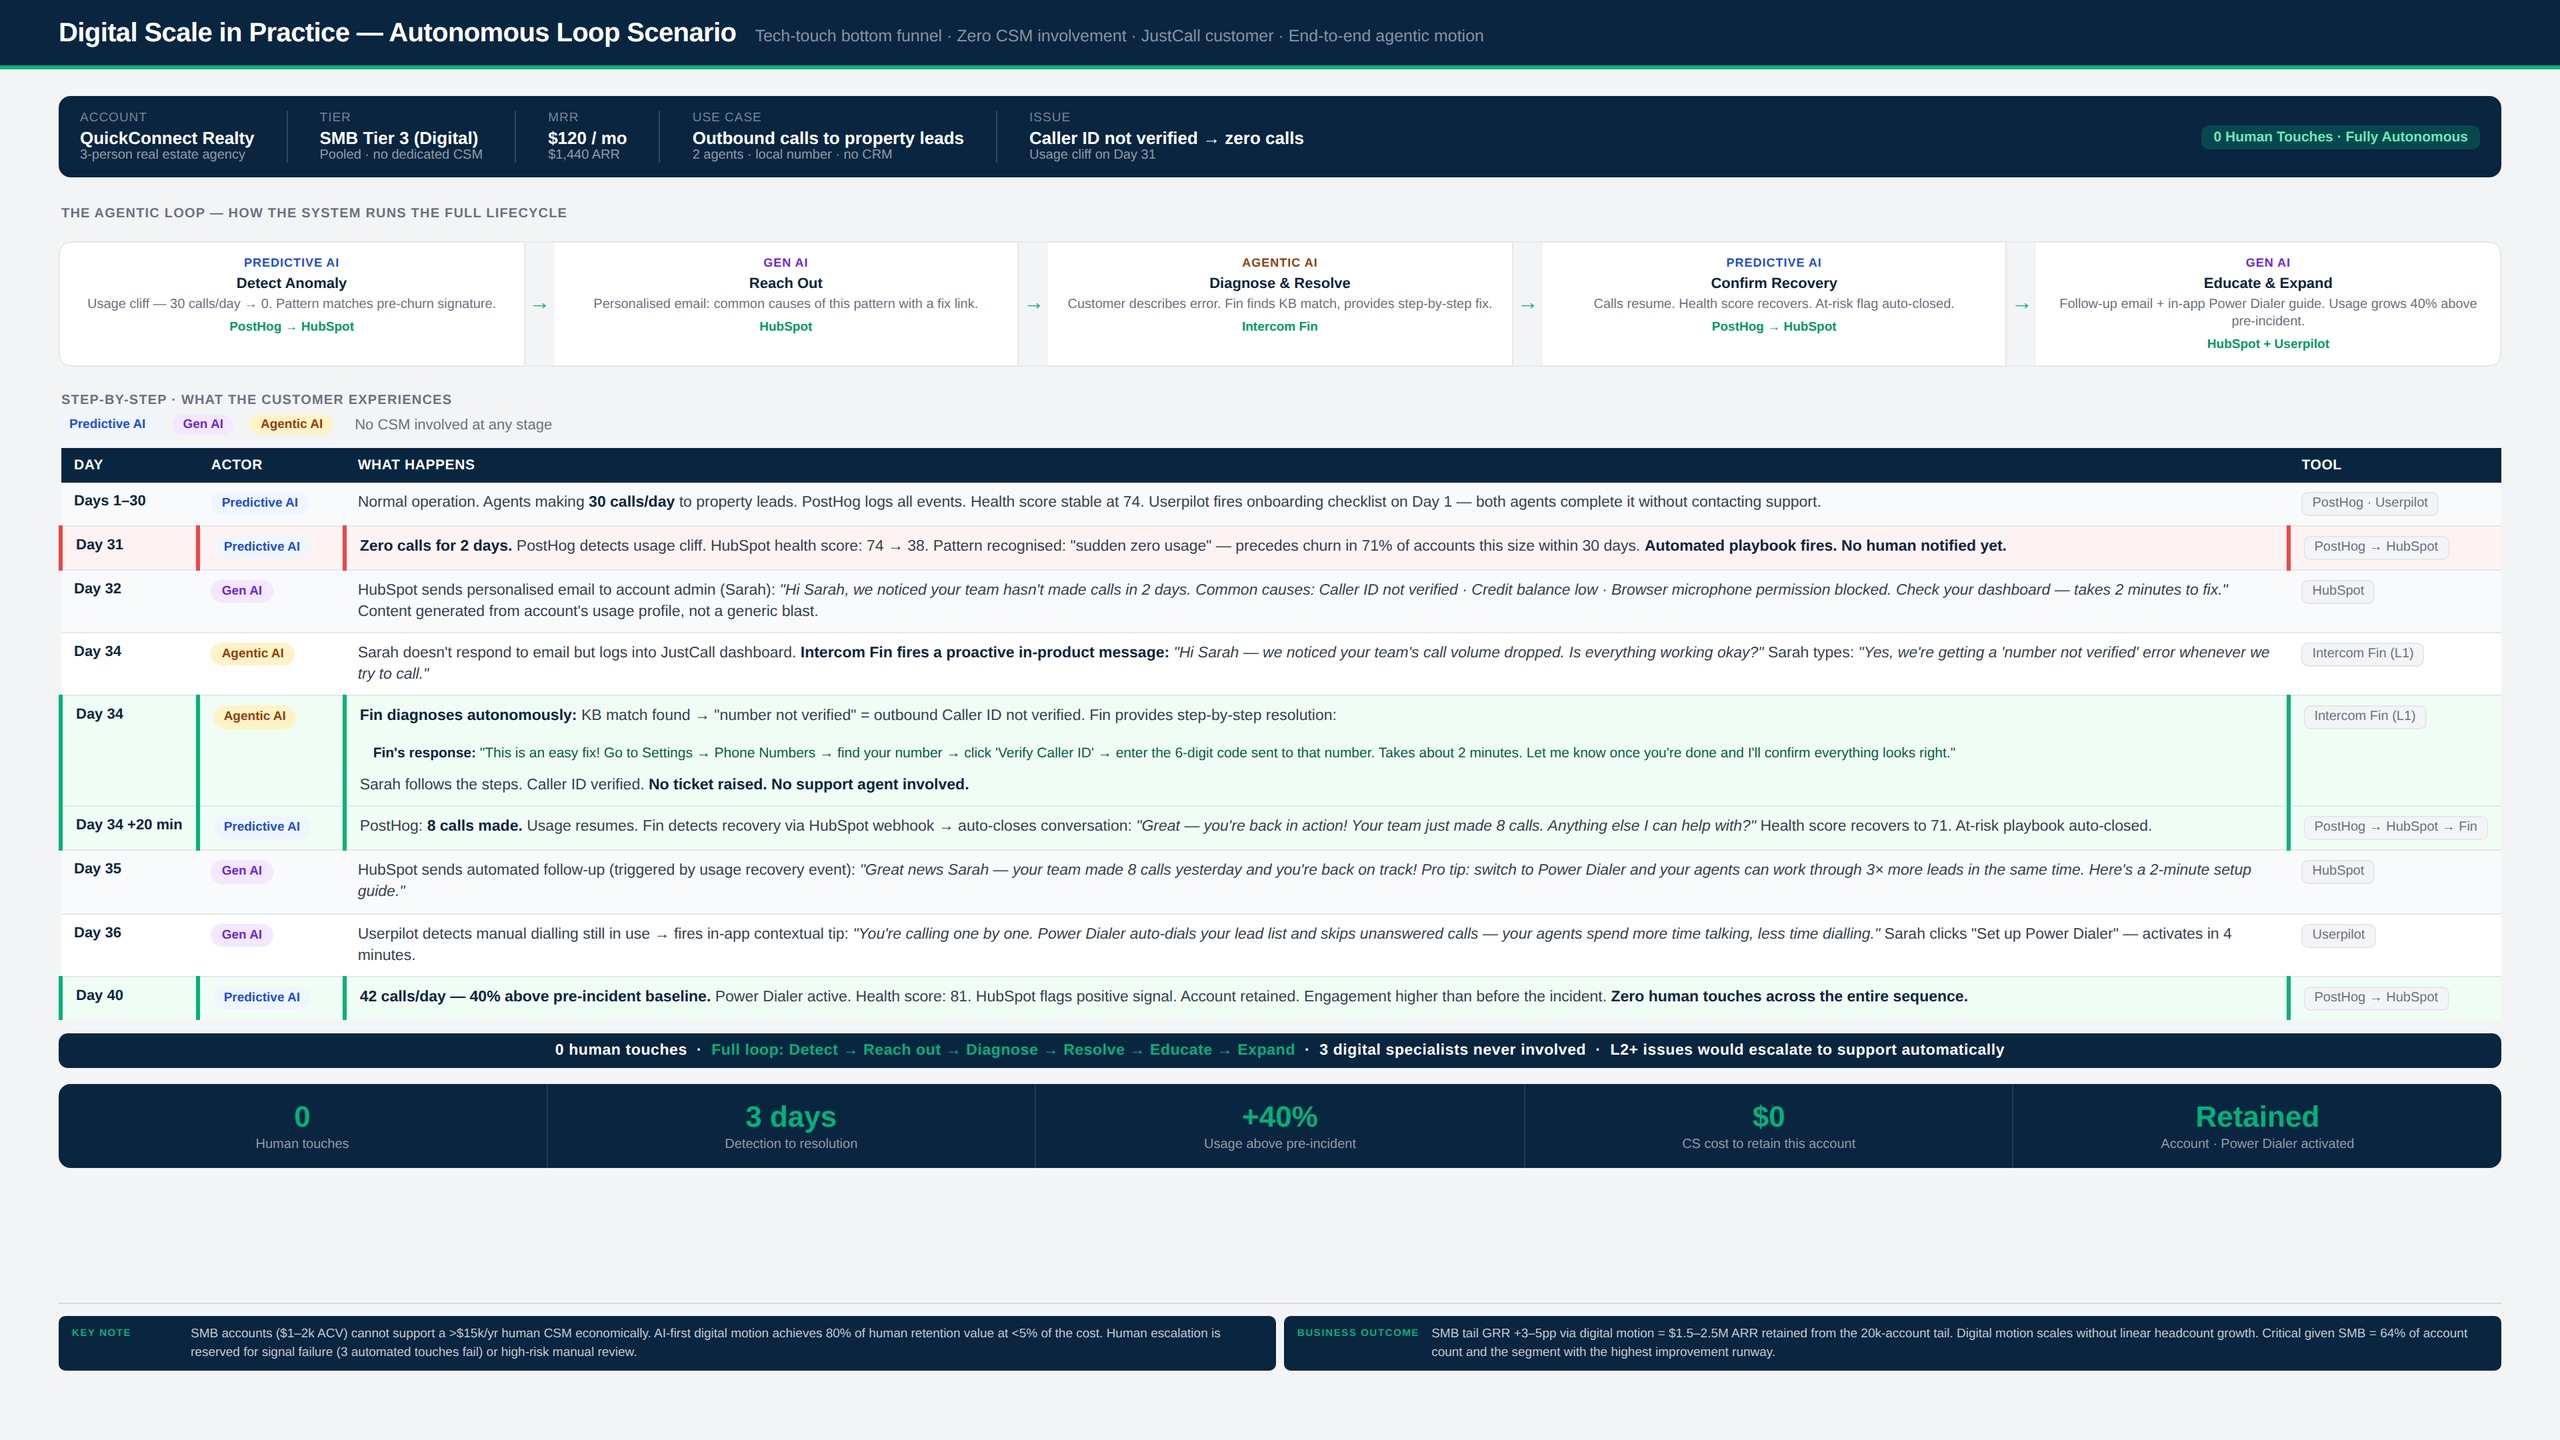 Digital Scale in Practice — Autonomous Loop Scenario
Tech-touch bottom funnel · Zero CSM involvement · JustCall customer · End-to-end agentic motion
ACCOUNT
QuickConnect Realty
3-person real estate agency
TIER
SMB Tier 3 (Digital)
Pooled · no dedicated CSM
MRR
$120 / mo
$1,440 ARR
USE CASE
Outbound calls to property leads
2 agents · local number · no CRM
ISSUE
Caller ID not verified → zero calls
Usage cliff on Day 31
0 Human Touches · Fully Autonomous
THE AGENTIC LOOP — HOW THE SYSTEM RUNS THE FULL LIFECYCLE
PREDICTIVE AI
Detect Anomaly
Usage cliff — 30 calls/day → 0. Pattern matches pre-churn signature.
PostHog → HubSpot
→
GEN AI
Reach Out
Personalised email: common causes of this pattern with a fix link.
HubSpot
→
AGENTIC AI
Diagnose & Resolve
Customer describes error. Fin finds KB match, provides step-by-step fix.
Intercom Fin
→
PREDICTIVE AI
Confirm Recovery
Calls resume. Health score recovers. At-risk flag auto-closed.
PostHog → HubSpot
→
GEN AI
Educate & Expand
Follow-up email + in-app Power Dialer guide. Usage grows 40% above
pre-incident.
HubSpot + Userpilot
STEP-BY-STEP · WHAT THE CUSTOMER EXPERIENCES
Predictive AI Gen AI Agentic AI No CSM involved at any stage
DAY ACTOR WHAT HAPPENS TOOL
Days 1–30 Predictive AI Normal operation. Agents making 30 calls/day to property leads. PostHog logs all events. Health score stable at 74. Userpilot fires onboarding checklist on Day 1 — both agents complete it without contacting support. PostHog · Userpilot
Day 31 Predictive AI Zero calls for 2 days. PostHog detects usage cliff. HubSpot health score: 74 → 38. Pattern recognised: "sudden zero usage" — precedes churn in 71% of accounts this size within 30 days. Automated playbook fires. No human notified yet. PostHog → HubSpot
Day 32 Gen AI HubSpot sends personalised email to account admin (Sarah): "Hi Sarah, we noticed your team hasn't made calls in 2 days. Common causes: Caller ID not verified · Credit balance low · Browser microphone permission blocked. Check your dashboard — takes 2 minutes to fix." HubSpot
Content generated from account's usage profile, not a generic blast.
Day 34 Agentic AI Sarah doesn't respond to email but logs into JustCall dashboard. Intercom Fin fires a proactive in-product message: "Hi Sarah — we noticed your team's call volume dropped. Is everything working okay?" Sarah types: "Yes, we're getting a 'number not verified' error whenever we Intercom Fin (L1)
try to call."
Day 34 Agentic AI Fin diagnoses autonomously: KB match found → "number not verified" = outbound Caller ID not verified. Fin provides step-by-step resolution: Intercom Fin (L1)
Fin's response: "This is an easy fix! Go to Settings → Phone Numbers → find your number → click 'Verify Caller ID' → enter the 6-digit code sent to that number. Takes about 2 minutes. Let me know once you're done and I'll confirm everything looks right."
Sarah follows the steps. Caller ID verified. No ticket raised. No support agent involved.
Day 34 +20 min Predictive AI PostHog: 8 calls made. Usage resumes. Fin detects recovery via HubSpot webhook → auto-closes conversation: "Great — you're back in action! Your team just made 8 calls. Anything else I can help with?" Health score recovers to 71. At-risk playbook auto-closed. PostHog → HubSpot → Fin
Day 35 Gen AI HubSpot sends automated follow-up (triggered by usage recovery event): "Great news Sarah — your team made 8 calls yesterday and you're back on track! Pro tip: switch to Power Dialer and your agents can work through 3× more leads in the same time. Here's a 2-minute setup HubSpot
guide."
Day 36 Gen AI Userpilot detects manual dialling still in use → fires in-app contextual tip: "You're calling one by one. Power Dialer auto-dials your lead list and skips unanswered calls — your agents spend more time talking, less time dialling." Sarah clicks "Set up Power Dialer" — activates in 4 Userpilot
minutes.
Day 40 Predictive AI 42 calls/day — 40% above pre-incident baseline. Power Dialer active. Health score: 81. HubSpot flags positive signal. Account retained. Engagement higher than before the incident. Zero human touches across the entire sequence. PostHog → HubSpot
0 human touches · Full loop: Detect → Reach out → Diagnose → Resolve → Educate → Expand · 3 digital specialists never involved · L2+ issues would escalate to support automatically
0
Human touches
3 days
Detection to resolution
+40%
Usage above pre-incident
$0
CS cost to retain this account
Retained
Account · Power Dialer activated
KEY NOTE SMB accounts ($1–2k ACV) cannot support a >$15k/yr human CSM economically. AI-first digital motion achieves 80% of human retention value at <5% of the cost. Human escalation is
reserved for signal failure (3 automated touches fail) or high-risk manual review.
BUSINESS OUTCOME SMB tail GRR +3–5pp via digital motion = $1.5–2.5M ARR retained from the 20k-account tail. Digital motion scales without linear headcount growth. Critical given SMB = 64% of account
count and the segment with the highest improvement runway.